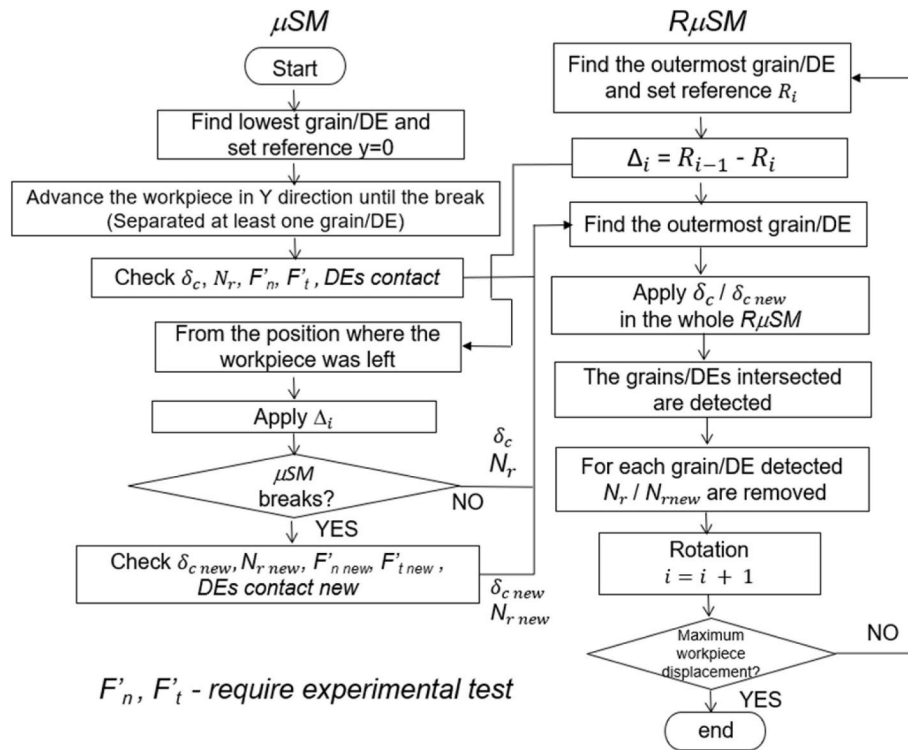 μSM
Start
Find lowest grain/DE and
set reference y=0
Advance the workpiece in Y direction until the break
(Separated at least one grain/DE)
Check δc, Nr, F'n, F't , DEs contact
From the position where the
workpiece was left
Apply Δi
μSM
breaks?
NO
δc
Nr
YES
Check δc new, Nr new, F'n new, F't new ,
DEs contact new
δc new
Nr new
F'n , F't - require experimental test
RμSM
Find the outermost grain/DE
and set reference Ri
Δi = Ri−1 - Ri
Find the outermost grain/DE
Apply δc / δc new
in the whole RμSM
The grains/DEs intersected
are detected
For each grain/DE detected
Nr / Nrnew are removed
Rotation
i = i + 1
Maximum
workpiece
displacement?
NO
YES
end